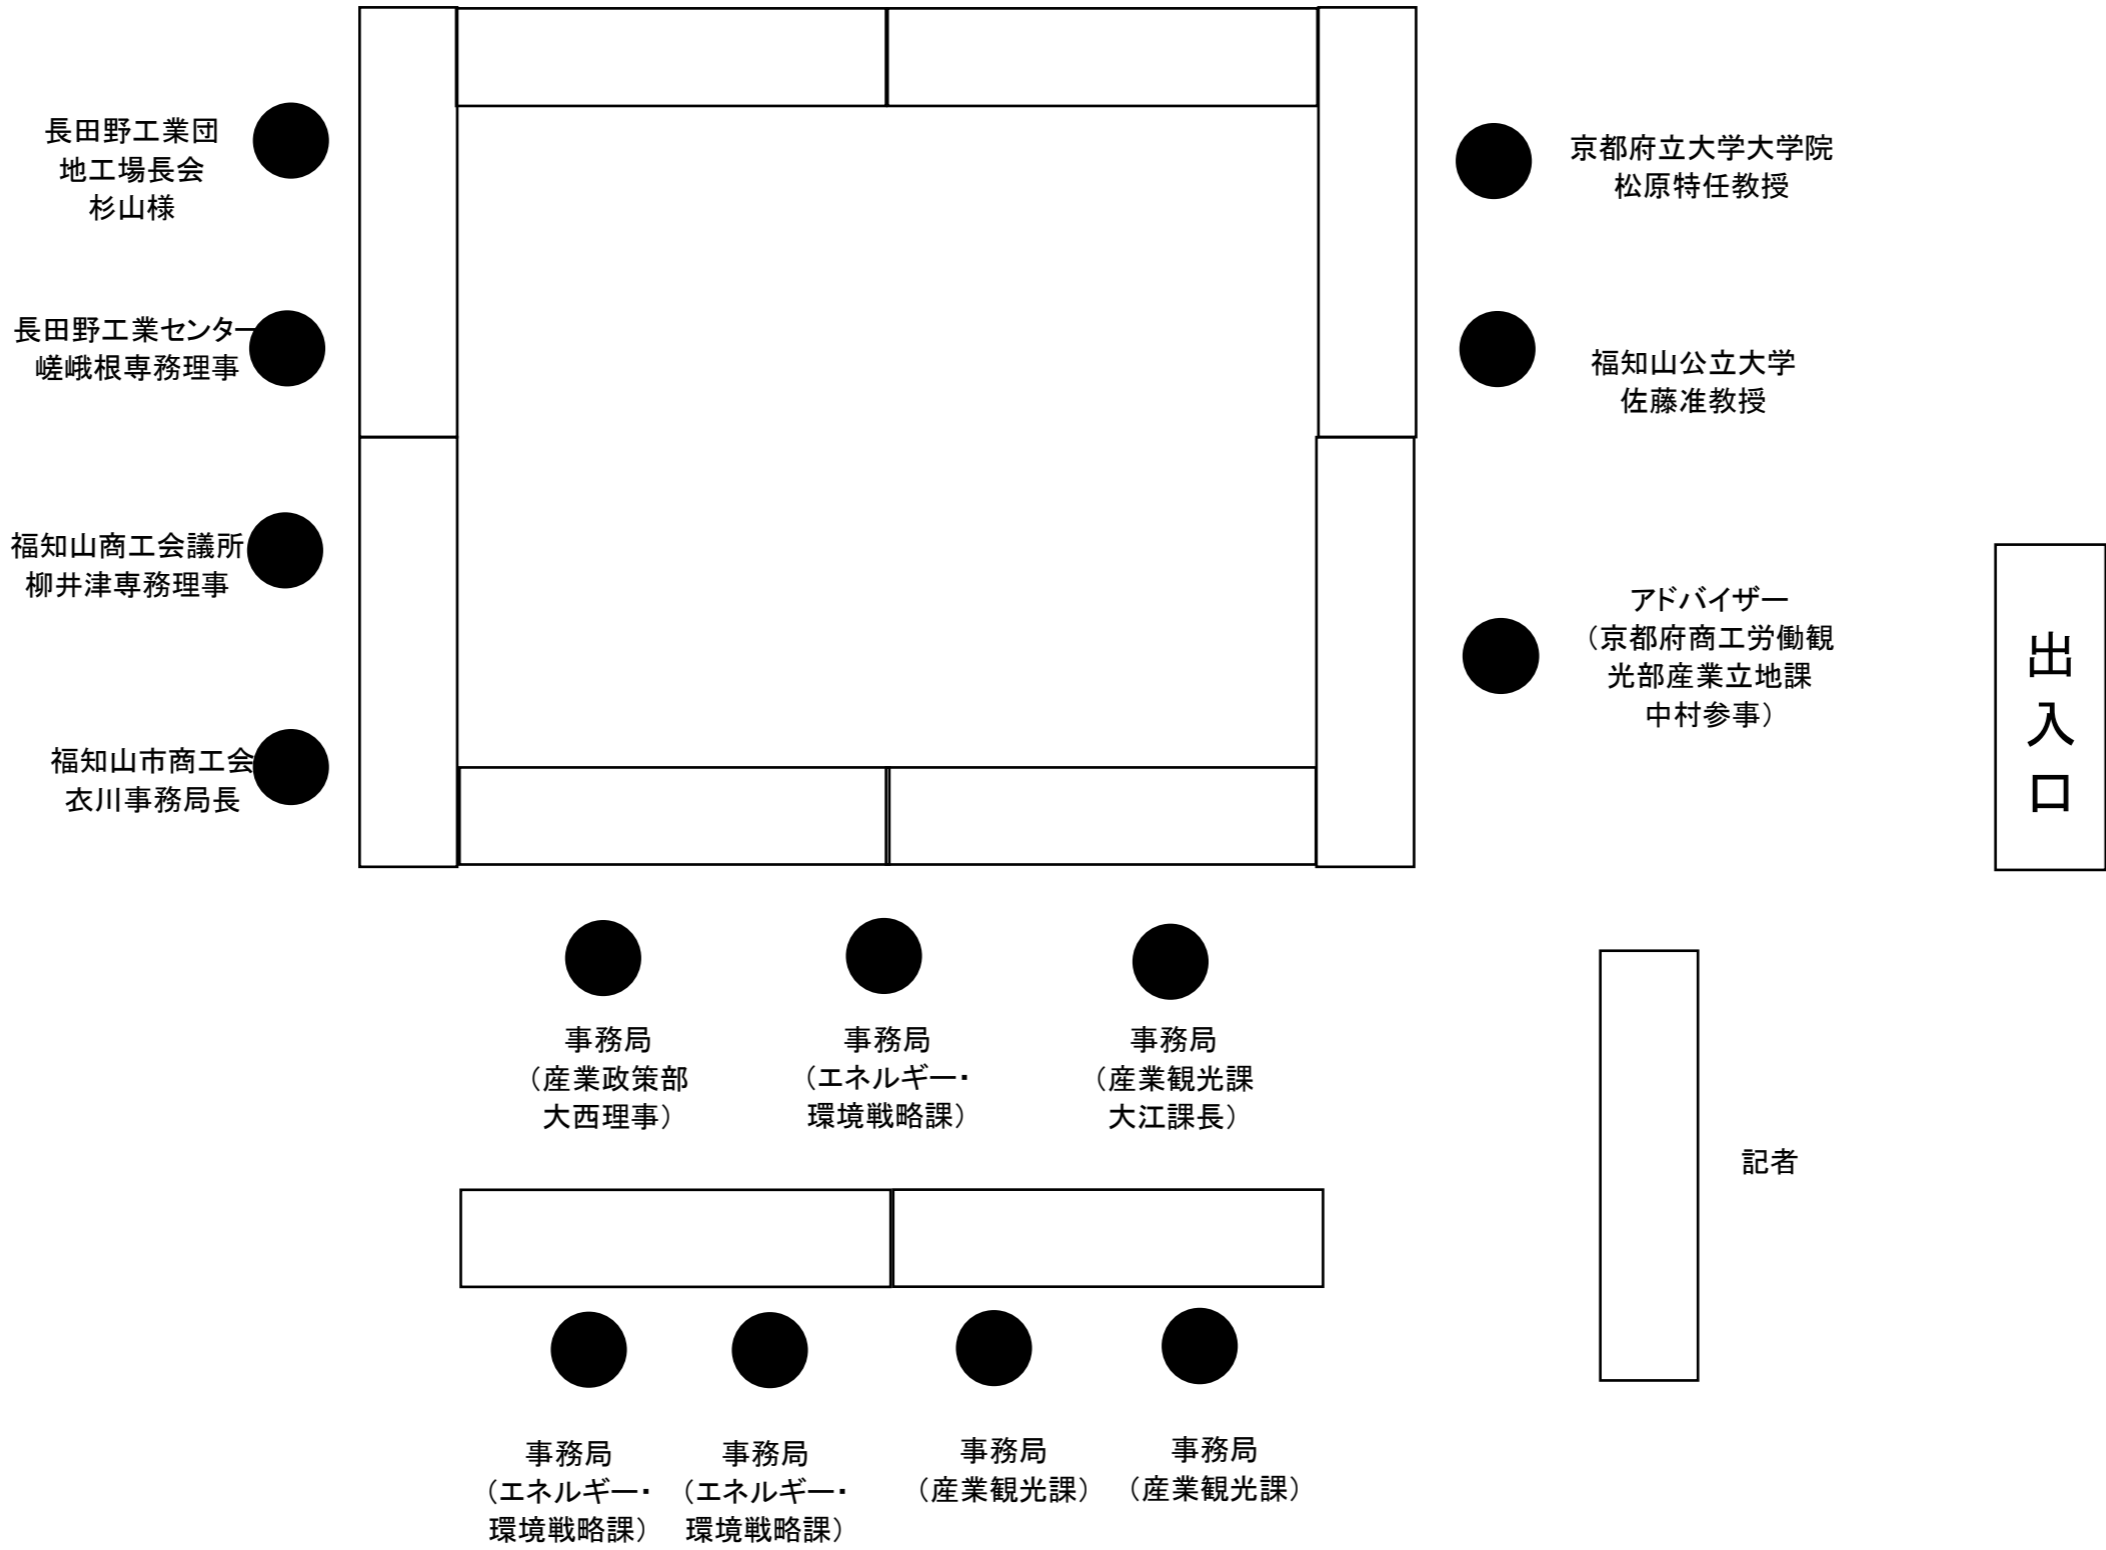 長田野工業団
地工場長会
杉山様
長田野工業センター
嵯峨根専務理事
福知山商工会議所
柳井津専務理事
福知山市商工会
衣川事務局長
京都府立大学大学院
松原特任教授
福知山公立大学
佐藤准教授
アドバイザー
（京都府商工労働観
光部産業立地課
中村参事）
出
入
口
事務局
（産業政策部
大西理事）
事務局
（エネルギー・
環境戦略課）
事務局
（産業観光課
大江課長）
記者
事務局
（エネルギー・
環境戦略課）
事務局
（エネルギー・
環境戦略課）
事務局
（産業観光課）
事務局
（産業観光課）